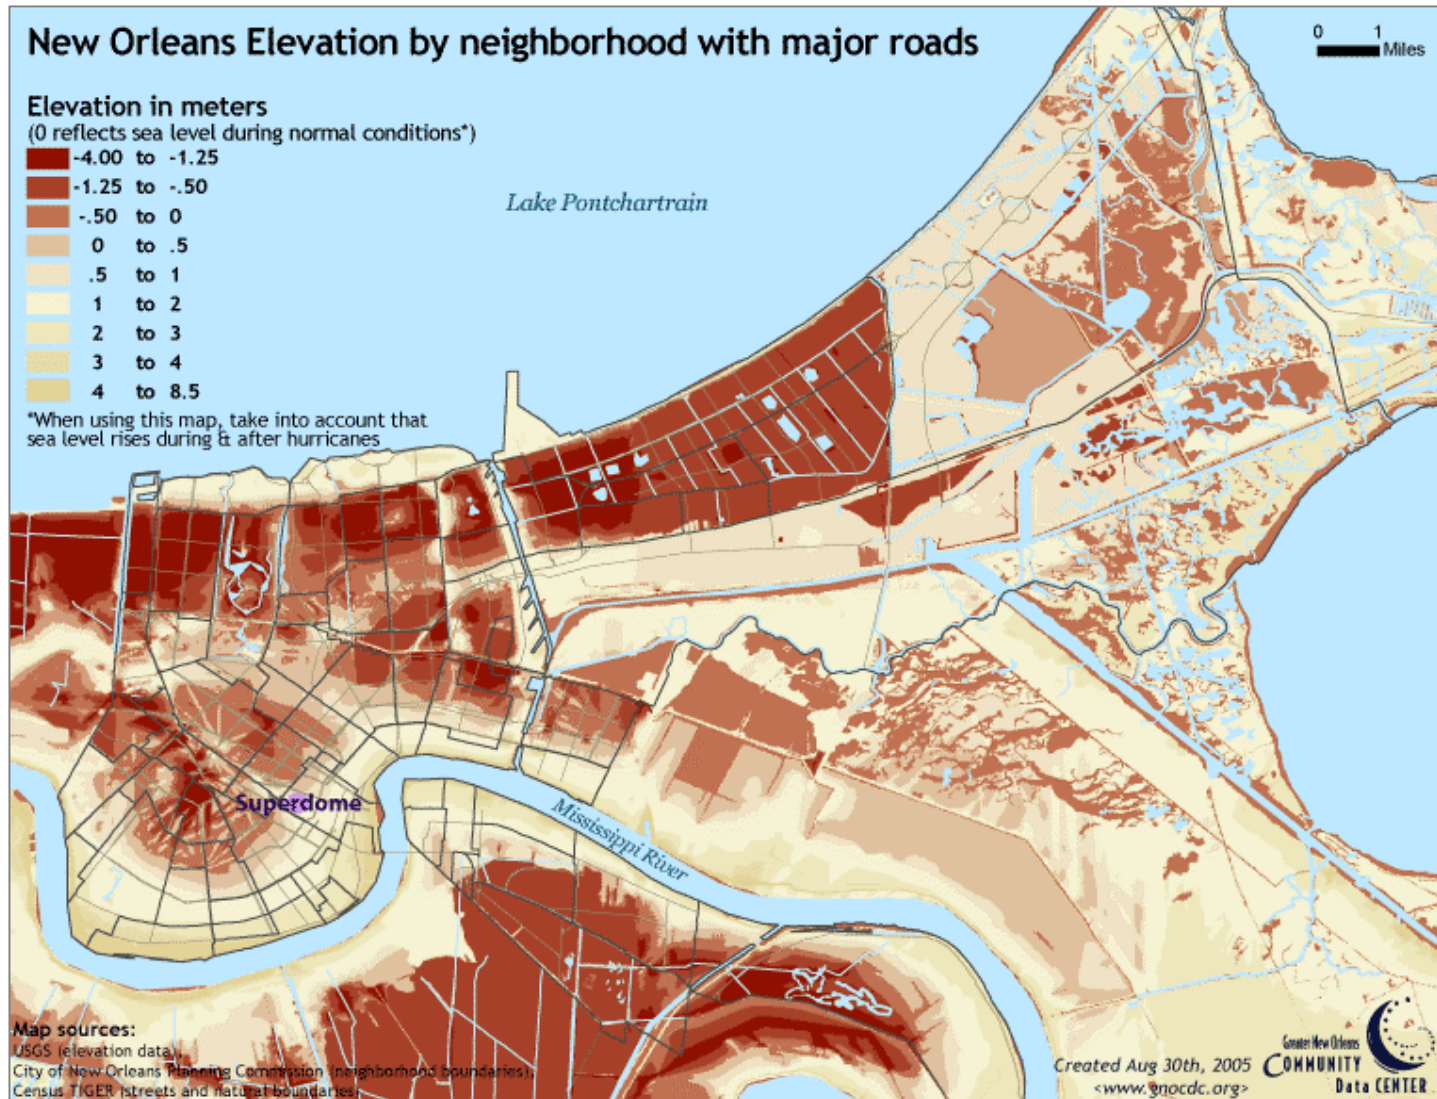 New Orleans Elevation by neighborhood with major roads
0 1
Miles
Elevation in meters
(0 reflects sea level during normal conditions*)
-4.00 to -1.25
-1.25 to -.50
-.50 to 0
0 to .5
.5 to 1
1 to 2
2 to 3
3 to 4
4 to 8.5
*When using this map, take into account that
sea level rises during & after hurricanes
Lake Pontchartrain
Superdome
Mississippi River
Map sources:
USGS (elevation data),
City of New Orleans Planning Commission (neighborhood boundaries),
Census TIGER (streets and natural boundaries)
Created Aug 30th, 2005
<www.gnocdc.org>
Greater New Orleans
COMMUNITY
Data CENTER